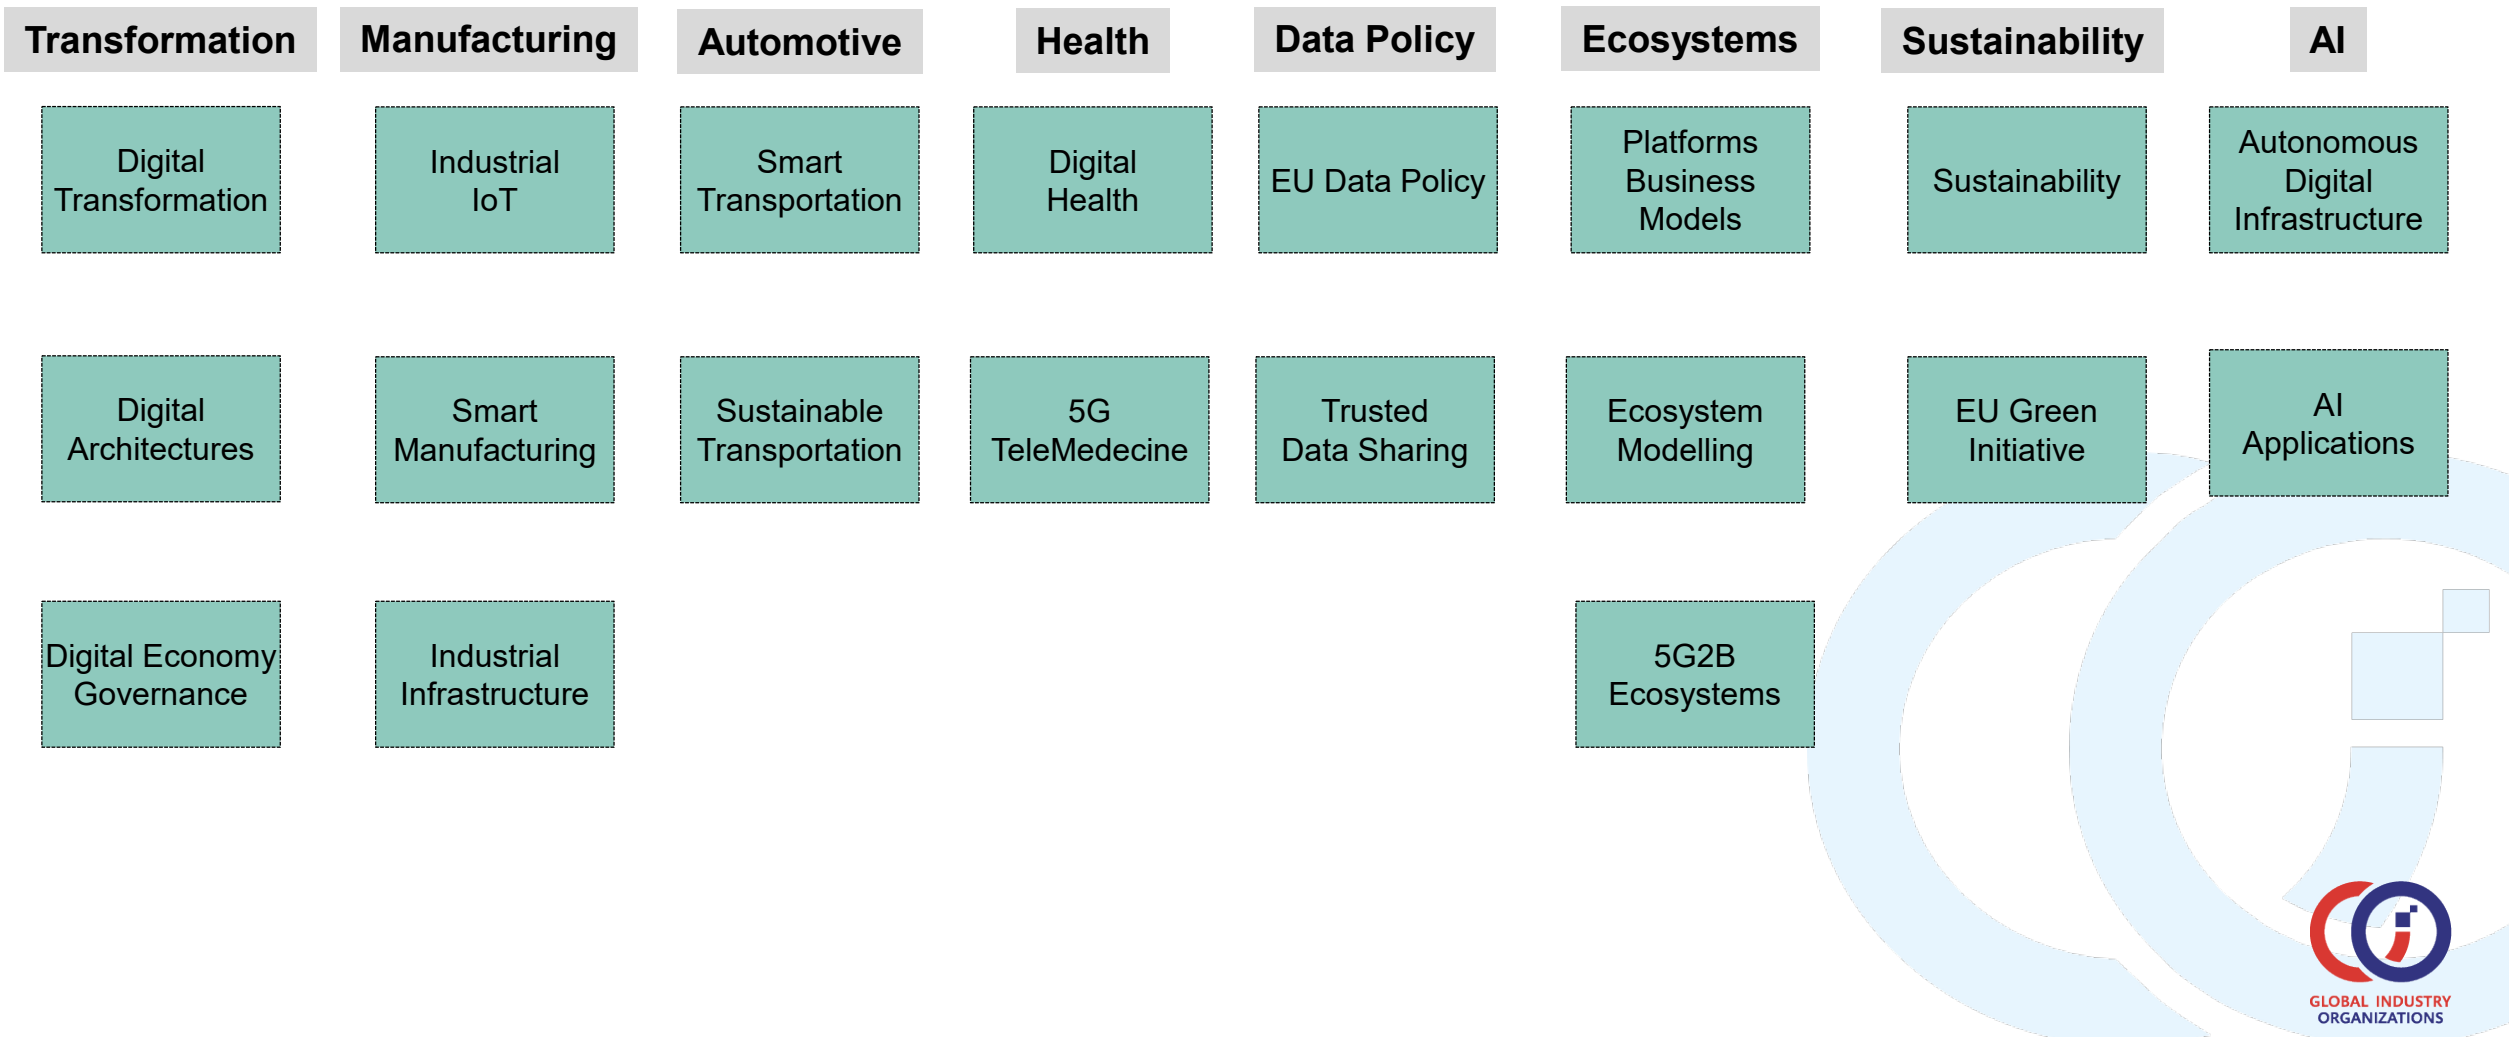 Transformation
Manufacturing
Automotive
Health
Data Policy
Ecosystems
Sustainability
AI
Digital
Transformation
Industrial
IoT
Smart
Transportation
Digital
Health
EU Data Policy
Platforms
Business
Models
Sustainability
Autonomous
Digital
Infrastructure
Digital
Architectures
Smart
Manufacturing
Sustainable
Transportation
5G
TeleMedecine
Trusted
Data Sharing
Ecosystem
Modelling
EU Green
Initiative
AI
Applications
Digital Economy
Governance
Industrial
Infrastructure
5G2B
Ecosystems
GLOBAL INDUSTRY
ORGANIZATIONS